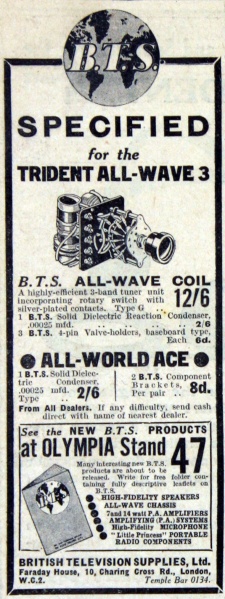 B.T.S.
SPECIFIED
for the
TRIDENT ALL-WAVE 3
B.T.S. ALL-WAVE COIL
A highly-efficient 3-band tuner unit
incorporating rotary switch with
silver-plated contacts. Type G .. 12/6
1 B.T.S. Solid Dielectric Reaction Condenser,
.00025 mfd. .. .. .. .. 2/6
3 B.T.S. 4-pin Valve-holders, baseboard type,
Each 6d.
ALL-WORLD ACE
1 B.T.S. Solid Dielec-
tric Condenser,
.00025 mfd.
Type .. 2/6
2 B.T.S. Component
Brackets,
Per pair .. 8d.
From All Dealers. If any difficulty, send cash
direct with name of nearest dealer.
See the NEW B.T.S. PRODUCTS
at OLYMPIA Stand 47
Many interesting new B.T.S.
products are about to be
released. Write for free folder con-
taining fully descriptive leaflets on
B.T.S.
HIGH-FIDELITY SPEAKERS
ALL-WAVE CHASSIS
7 and 14 watt P.A. AMPLIFIERS
AMPLIFYING (P.A.) SYSTEMS
High-Fidelity MICROPHONE
"Little Princess" PORTABLE
RADIO COMPONENTS
BRITISH TELEVISION SUPPLIES, Ltd.
Faraday House, 10, Charing Cross Rd., London,
W.C.2. Temple Bar 0134.